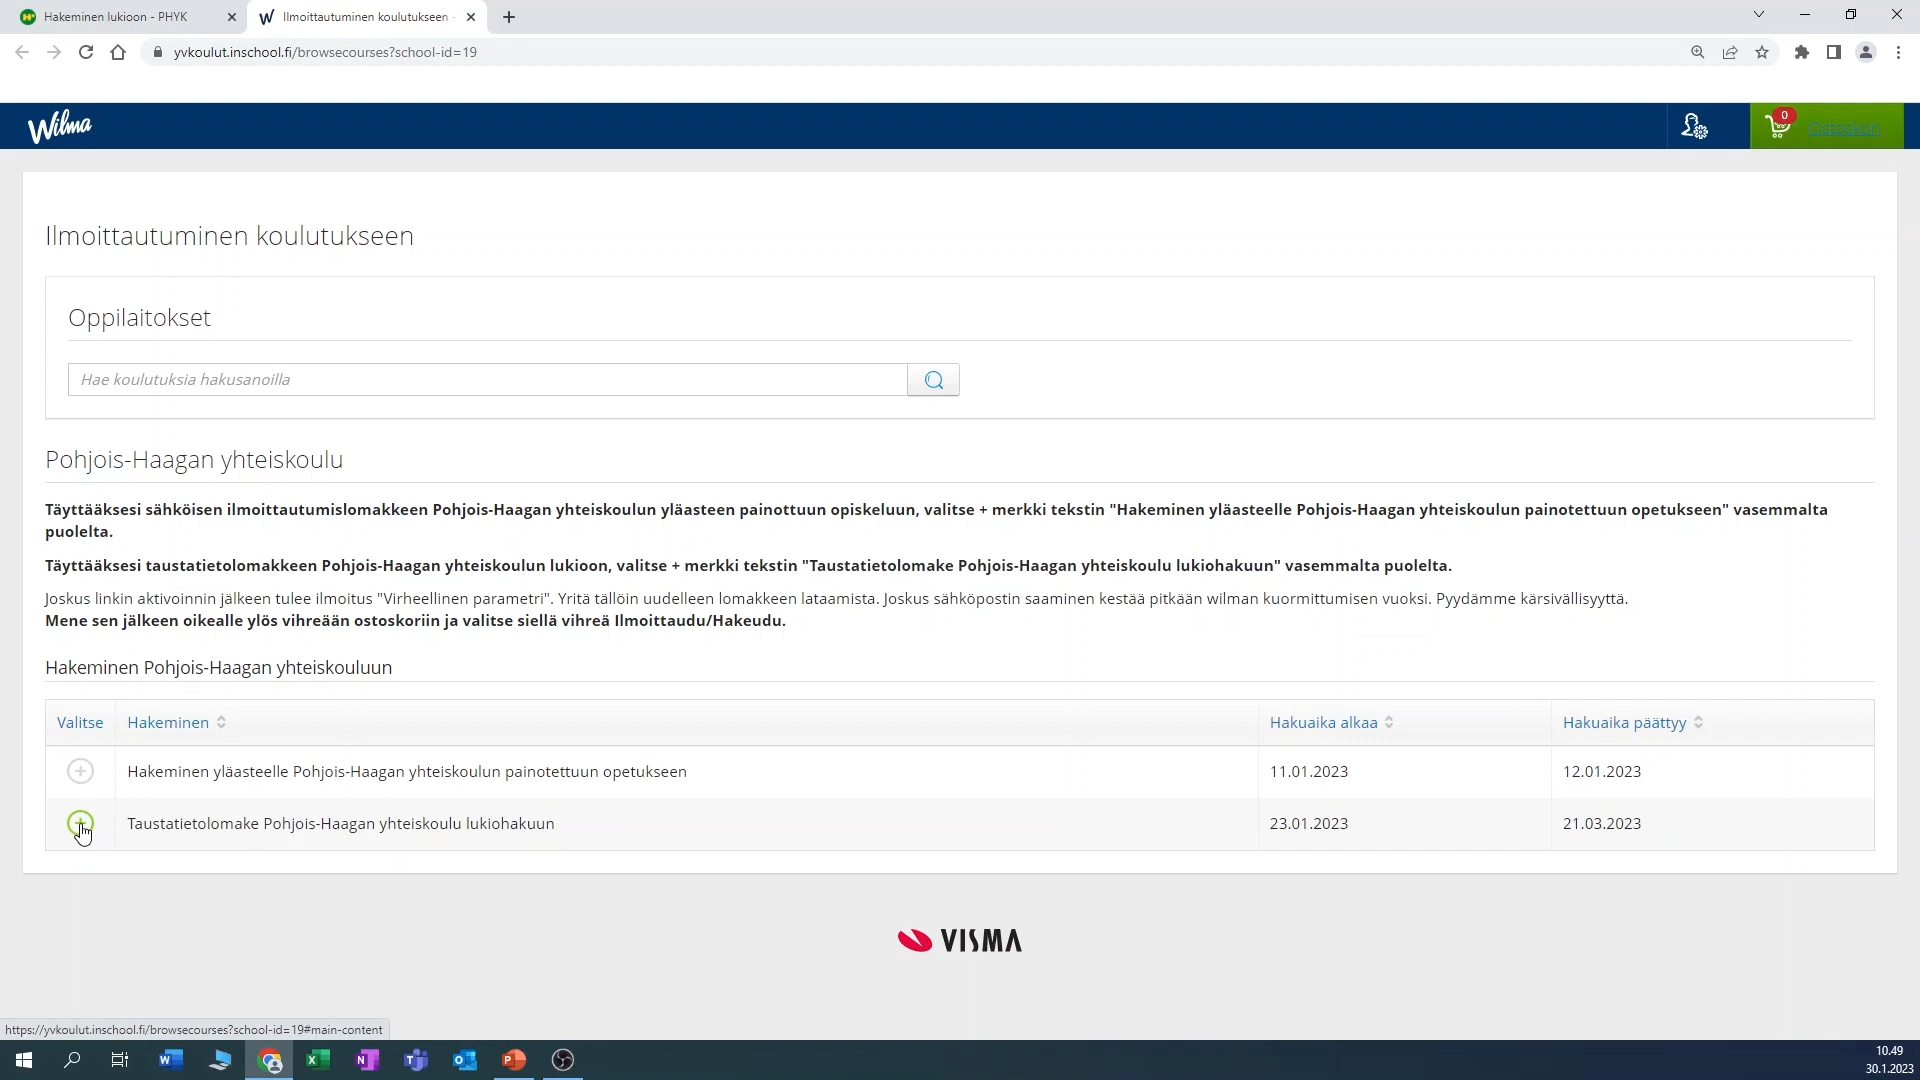 Hakeminen lukioon - PHYK
Ilmoittautuminen koulutukseen -
yvkoulut.inschool.fi/browsecourses?school-id=19
Wilma
0
Ostoskori
Ilmoittautuminen koulutukseen
Oppilaitokset
Hae koulutuksia hakusanoilla
Pohjois-Haagan yhteiskoulu
Täyttääksesi sähköisen ilmoittautumislomakkeen Pohjois-Haagan yhteiskoulun yläasteen painottuun opiskeluun, valitse + merkki tekstin "Hakeminen yläasteelle Pohjois-Haagan yhteiskoulun painotettuun opetukseen" vasemmalta
puolelta.
Täyttääksesi taustatietolomakkeen Pohjois-Haagan yhteiskoulun lukioon, valitse + merkki tekstin "Taustatietolomake Pohjois-Haagan yhteiskoulu lukiohakuun" vasemmalta puolelta.
Joskus linkin aktivoinnin jälkeen tulee ilmoitus "Virheellinen parametri". Yritä tällöin uudelleen lomakkeen lataamista. Joskus sähköpostin saaminen kestää pitkään wilman kuormittumisen vuoksi. Pyydämme kärsivällisyyttä.
Mene sen jälkeen oikealle ylös vihreään ostoskoriin ja valitse siellä vihreä Ilmoittaudu/Hakeudu.
Hakeminen Pohjois-Haagan yhteiskouluun
Valitse Hakeminen Hakuaika alkaa Hakuaika päättyy
Hakeminen yläasteelle Pohjois-Haagan yhteiskoulun painotettuun opetukseen 11.01.2023 12.01.2023
Taustatietolomake Pohjois-Haagan yhteiskoulu lukiohakuun 23.01.2023 21.03.2023
VISMA
https://yvkoulut.inschool.fi/browsecourses?school-id=19#main-content
10.49
30.1.2023